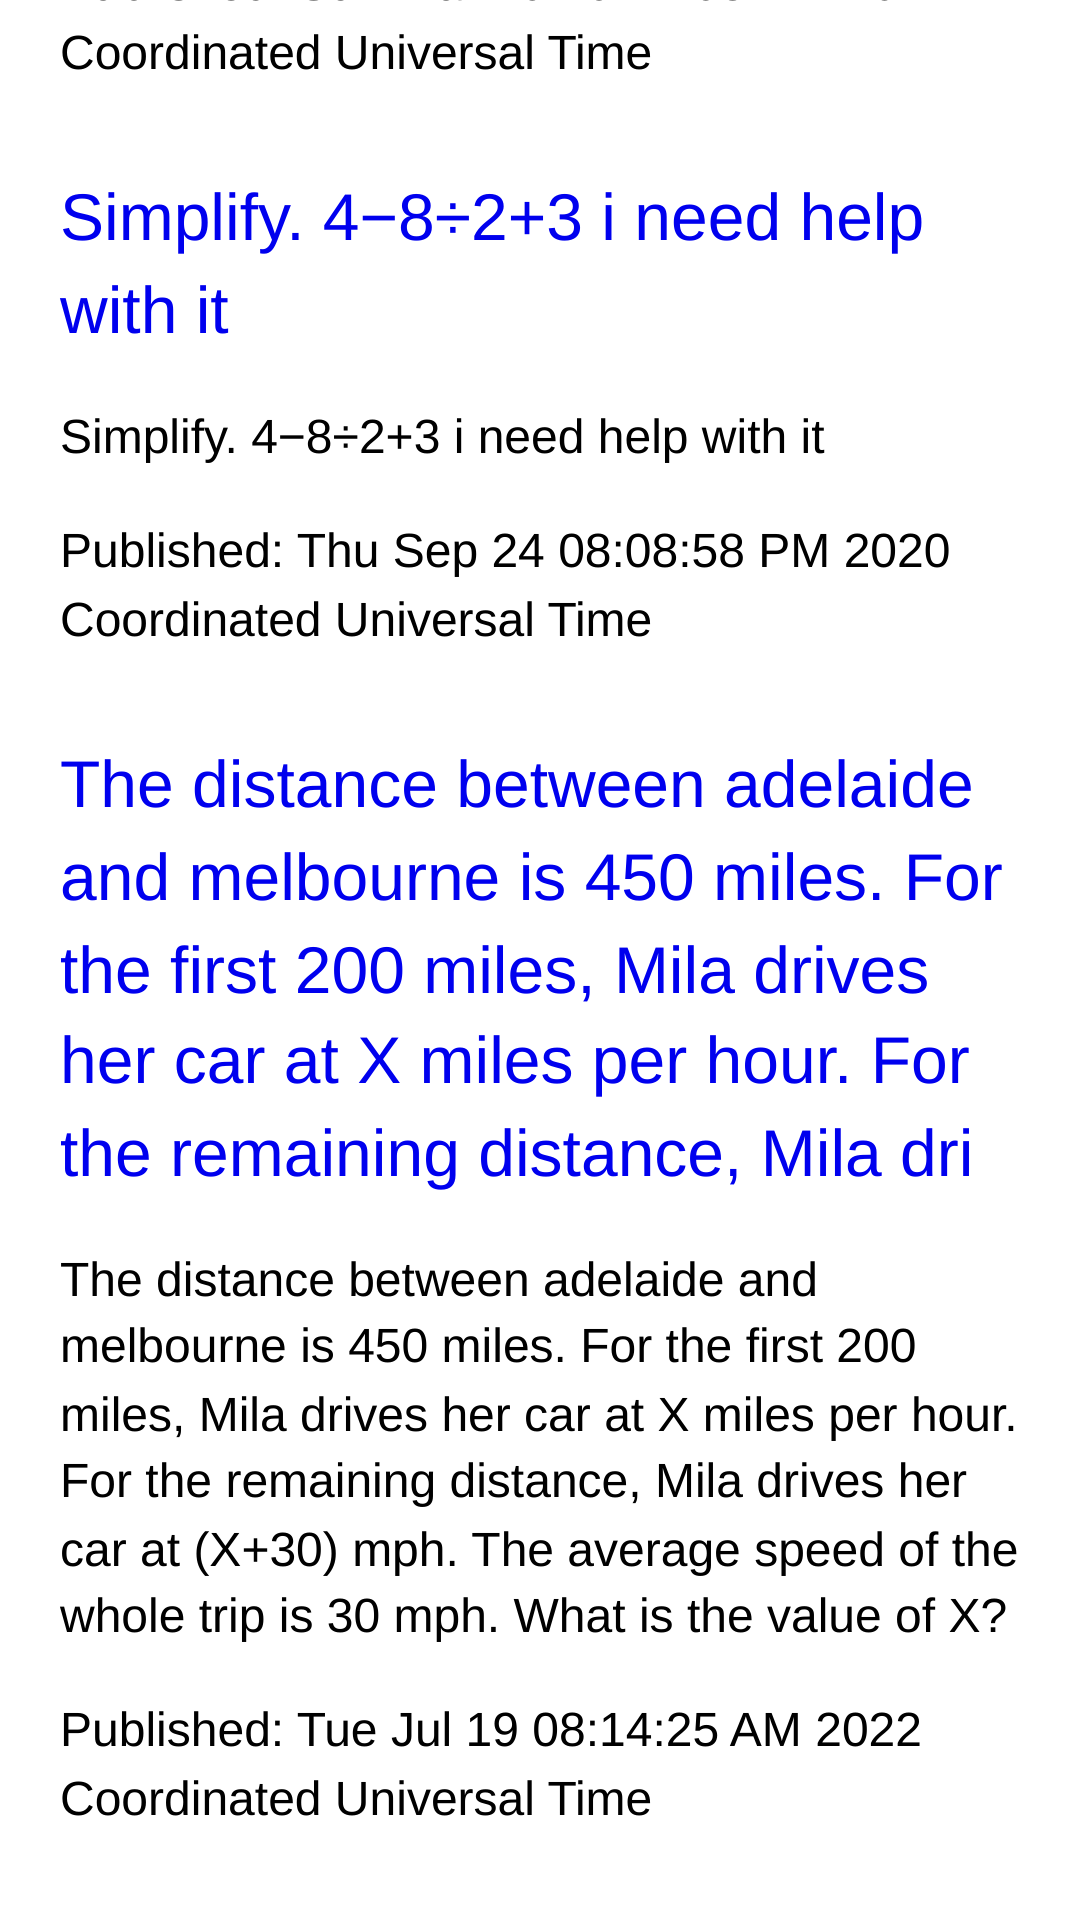 Coordinated Universal Time
Simplify. 4−8÷2+3 i need help
with it
Simplify. 4−8÷2+3 i need help with it
Published: Thu Sep 24 08:08:58 PM 2020
Coordinated Universal Time
The distance between adelaide
and melbourne is 450 miles. For
the first 200 miles, Mila drives
her car at X miles per hour. For
the remaining distance, Mila dri
The distance between adelaide and
melbourne is 450 miles. For the first 200
miles, Mila drives her car at X miles per hour.
For the remaining distance, Mila drives her
car at (X+30) mph. The average speed of the
whole trip is 30 mph. What is the value of X?
Published: Tue Jul 19 08:14:25 AM 2022
Coordinated Universal Time